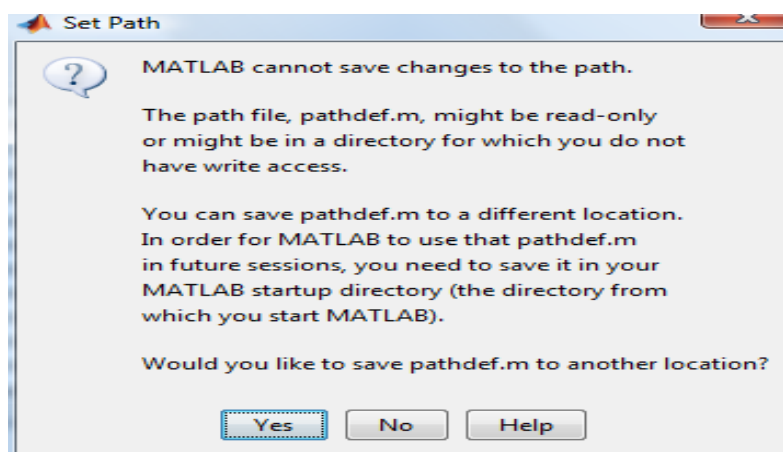 Set Path
MATLAB cannot save changes to the path.
The path file, pathdef.m, might be read-only
or might be in a directory for which you do not
have write access.
You can save pathdef.m to a different location.
In order for MATLAB to use that pathdef.m
in future sessions, you need to save it in your
MATLAB startup directory (the directory from
which you start MATLAB).
Would you like to save pathdef.m to another location?
Yes No Help